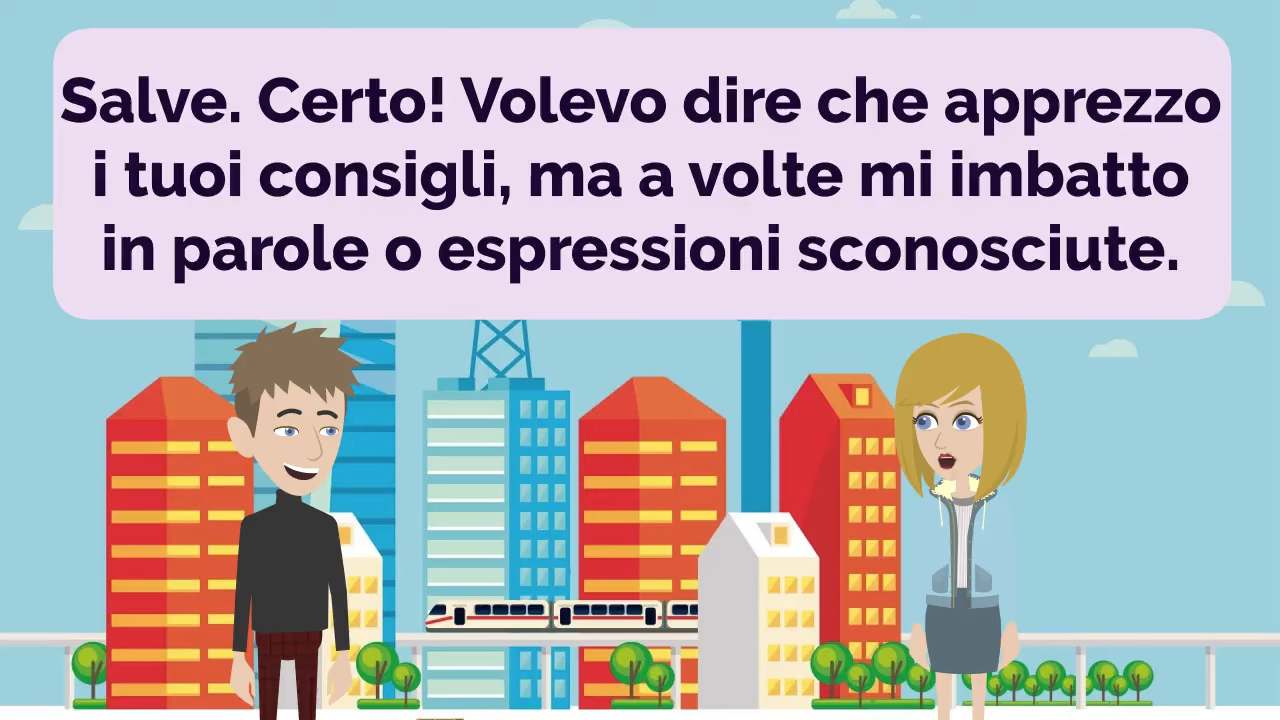 Salve. Certo! Volevo dire che apprezzo
i tuoi consigli, ma a volte mi imbatto
in parole o espressioni sconosciute.